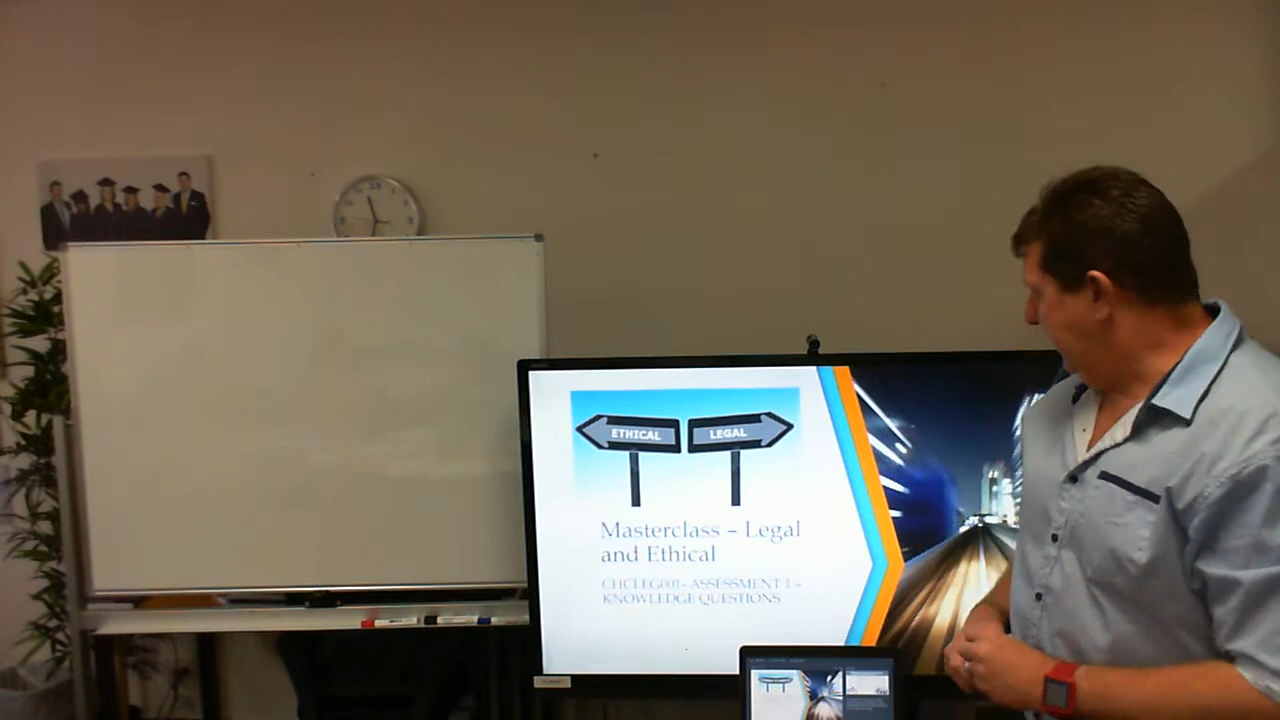 ETHICAL
LEGAL
Masterclass – Legal
and Ethical
CHCLEG001- ASSESSMENT 1 –
KNOWLEDGE QUESTIONS